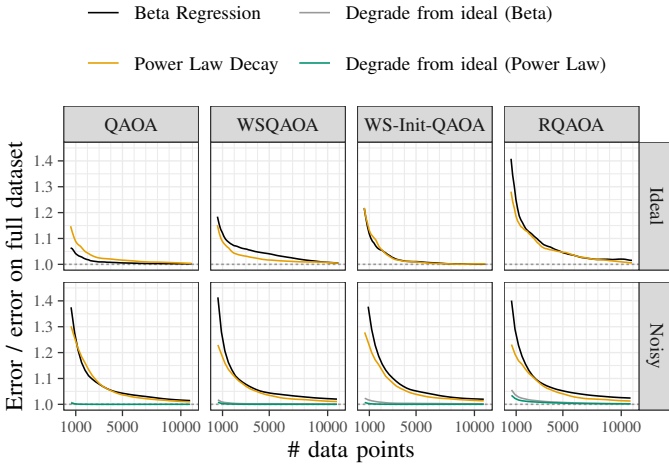 Beta Regression
Degrade from ideal (Beta)
Power Law Decay
Degrade from ideal (Power Law)
QAOA
WSQAOA
WS-Init-QAOA
RQAOA
Error / error on full dataset
1.4
1.3
1.2
1.1
1.0
Ideal
1.4
1.3
1.2
1.1
1.0
Noisy
1000 5000 10000
1000 5000 10000
1000 5000 10000
1000 5000 10000
# data points